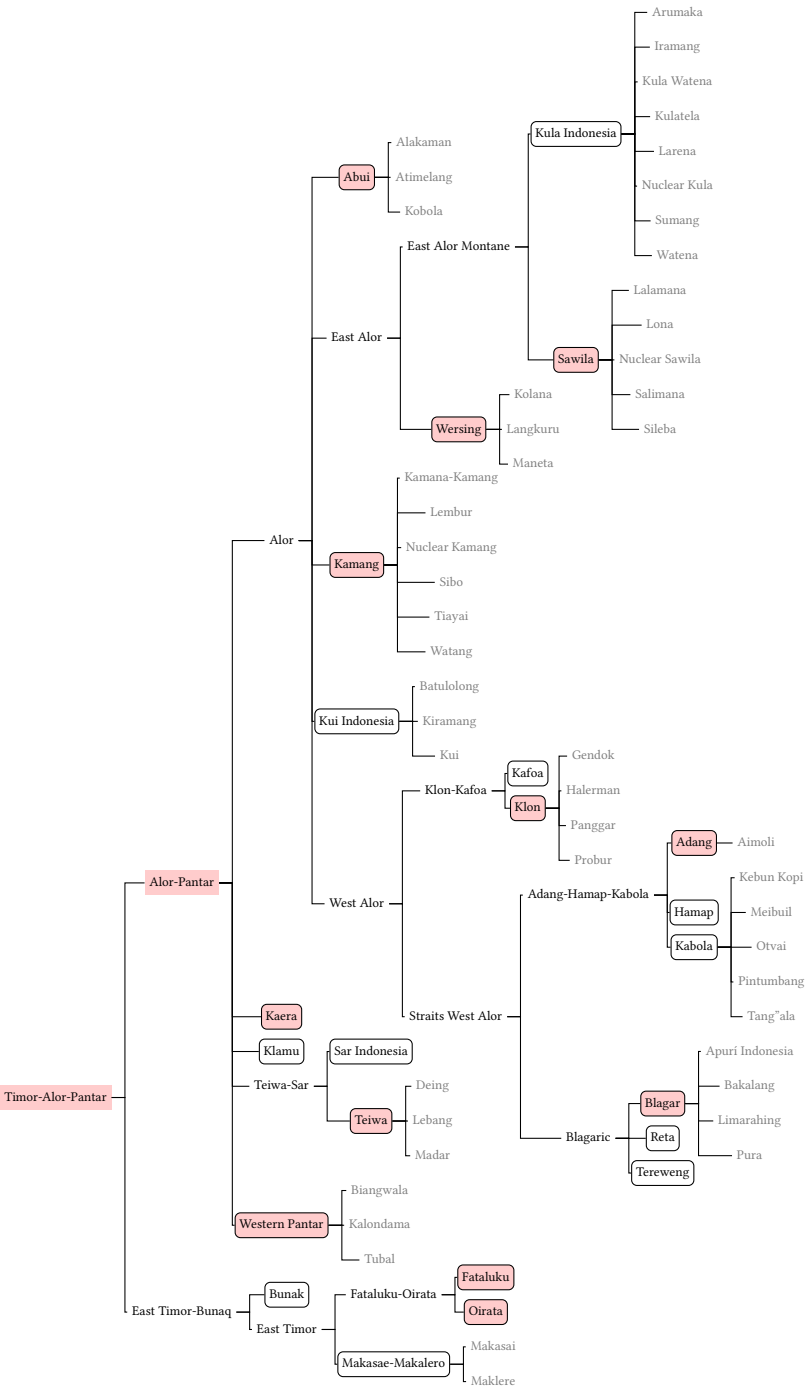 Arumaka
Iramang
Kula Watena
Kulatela
Kula Indonesia
Alakaman
Larena
Abui
Atimelang
Nuclear Kula
Kobola
Sumang
East Alor Montane
Watena
Lalamana
Lona
East Alor
Sawila
Nuclear Sawila
Kolana
Salimana
Wersing
Langkuru
Sileba
Maneta
Kamana-Kamang
Lembur
Alor
Nuclear Kamang
Kamang
Sibo
Tiayai
Watang
Batulolong
Kui Indonesia
Kiramang
Kui
Gendok
Kafoa
Klon-Kafoa
Halerman
Klon
Panggar
Adang
Aimoli
Probur
Kebun Kopi
Alor-Pantar
Adang-Hamap-Kabola
West Alor
Hamap
Meibuil
Kabola
Otvai
Pintumbang
Kaera
Straits West Alor
Tang"ala
Klamu
Sar Indonesia
Apurí Indonesia
Teiwa-Sar
Deing
Bakalang
Timor-Alor-Pantar
Blagar
Teiwa
Lebang
Limarahing
Blagaric
Reta
Madar
Pura
Tereweng
Biangwala
Western Pantar
Kalondama
Tubal
Fataluku
Bunak
Fataluku-Oirata
East Timor-Bunaq
Oirata
East Timor
Makasai
Makasae-Makalero
Maklere